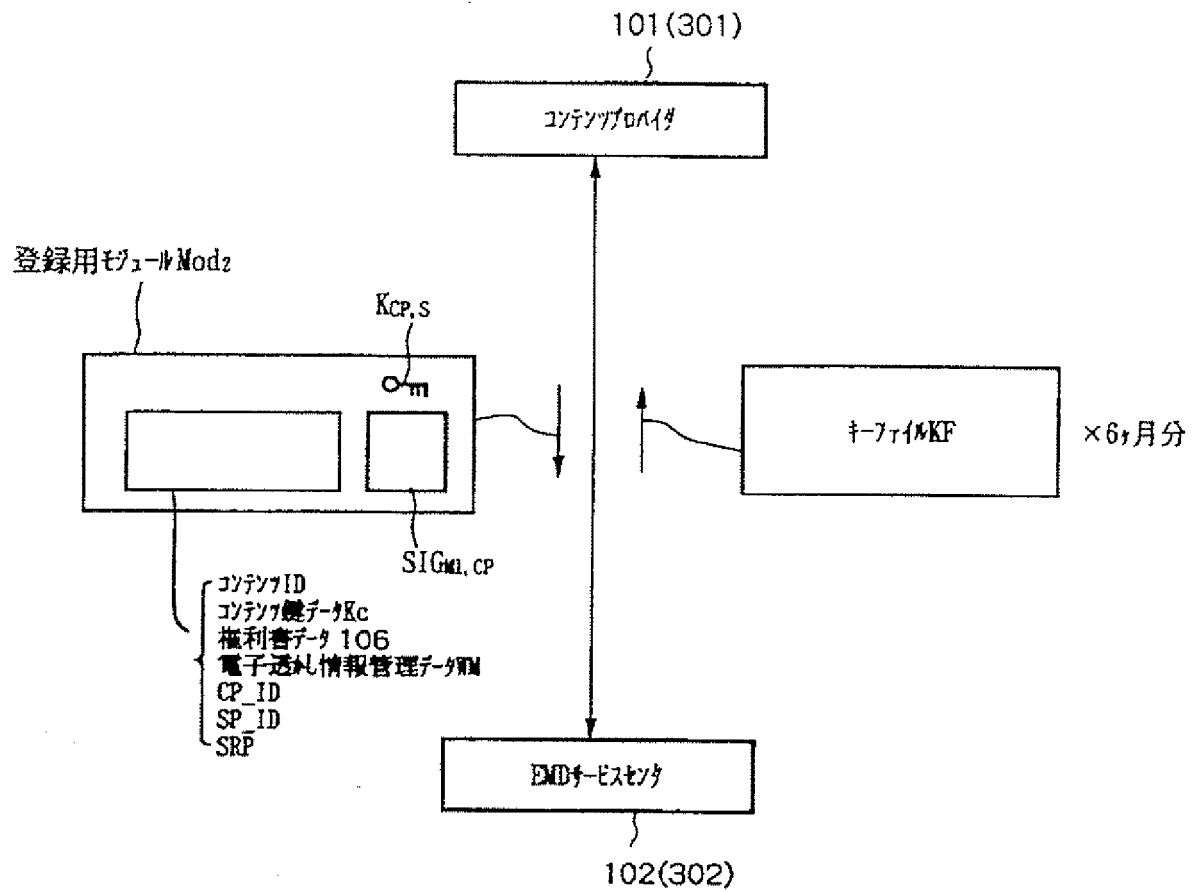 101(301)
コンテンツプロバイダ
登録用モジュールMod2
KCP,S
キーファイルKF
×6ヶ月分
SIGM1,CP
コンテンツID
コンテンツ鍵データKc
権利書データ 106
電子透かし情報管理データWM
CP_ID
SP_ID
SRP
EMDサービスセンタ
102(302)